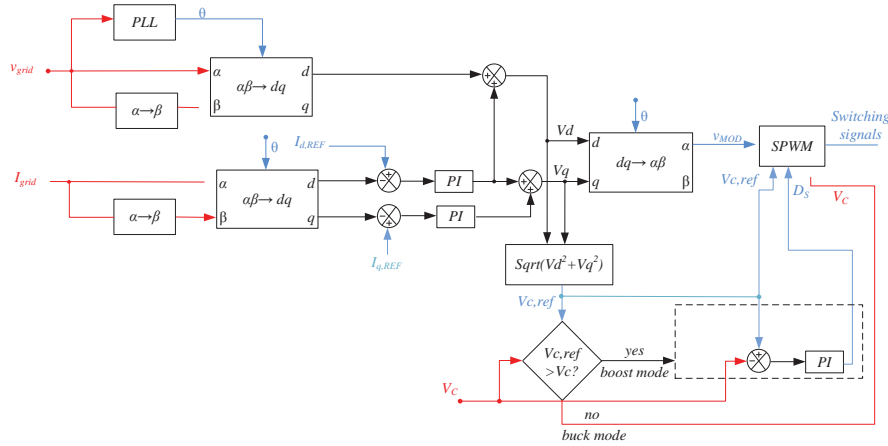 PLL
θ
v_grid
α
αβ→ dq
d
β
q
α→β
θ
I_d,REF
I_grid
α
αβ→ dq
d
β
q
α→β
PI
PI
I_q,REF
Vd
Vq
θ
d
dq→ αβ
α
q
β
v_MOD
SPWM
Switching
signals
Vc,ref
D_S
V_C
Sqrt(Vd²+Vq²)
Vc,ref
Vc,ref
>Vc?
yes
boost mode
PI
V_C
no
buck mode